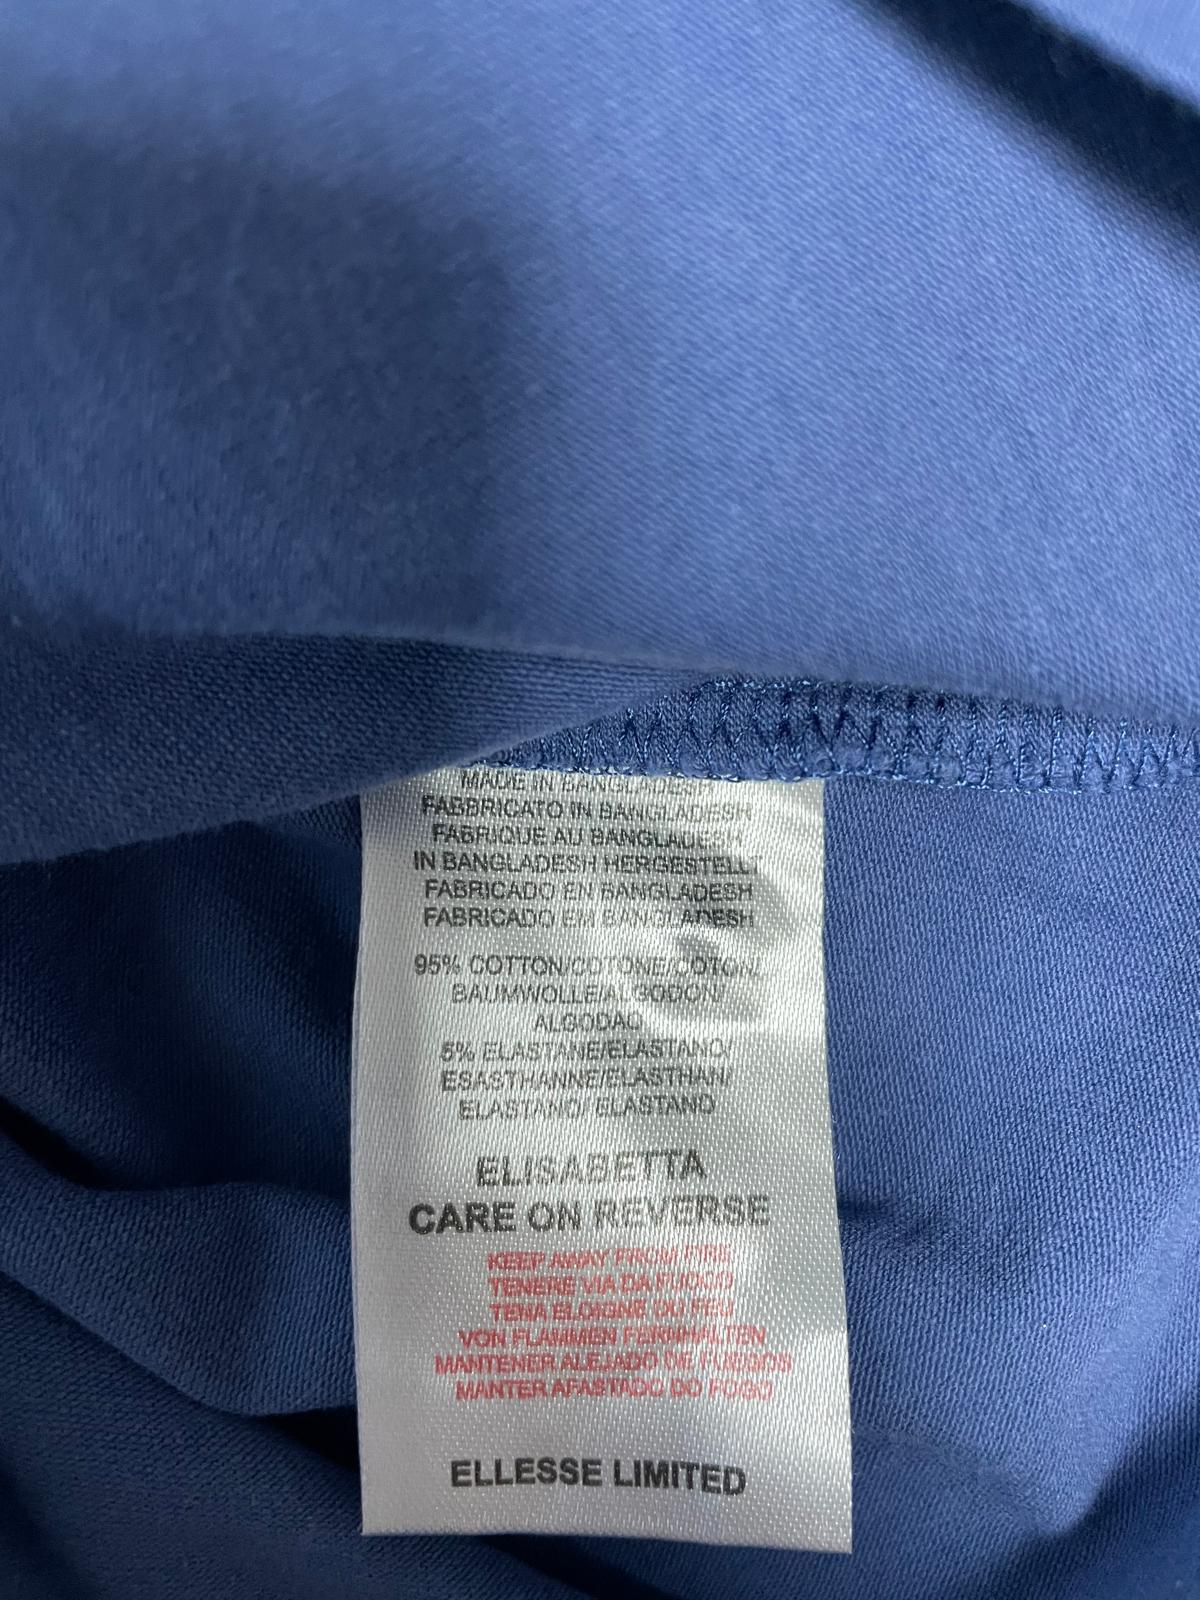 MADE IN BANGLADESH
FABBRICATO IN BANGLADESH
FABRIQUE AU BANGLADESH
IN BANGLADESH HERGESTELLT
FABRICADO EN BANGLADESH
FABRICADO EM BANGLADESH
95% COTTON/COTONE/COTON/
BAUMWOLLE/ALGODON/
ALGODAO
5% ELASTANE/ELASTANO/
ESASTHANNE/ELASTHAN/
ELASTANO/ ELASTANO
ELISABETTA
CARE ON REVERSE
KEEP AWAY FROM FIRE
TENERE VIA DA FUOCO
TENA ELOIGNE DU FEU
VON FLAMMEN FERNHALTEN
MANTENER ALEJADO DE FUEGOS
MANTER AFASTADO DO FOGO
ELLESSE LIMITED